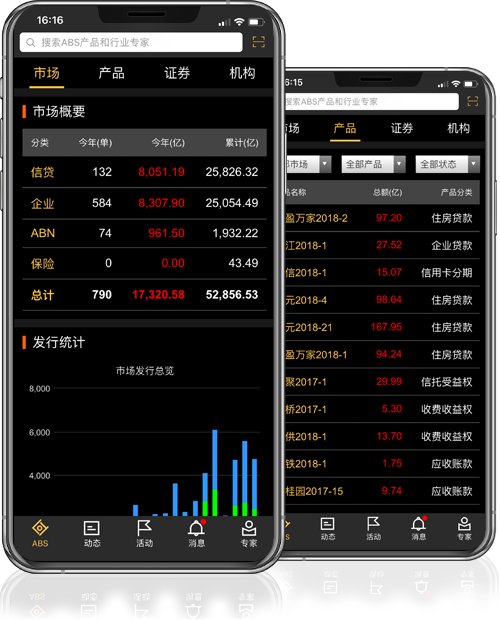 16:16
搜索ABS产品和行业专家
市场 产品 证券 机构
市场概要
分类 今年(单) 今年(亿) 累计(亿)
信贷 132 8,051.19 25,826.32
企业 584 8,307.90 25,054.49
ABN 74 961.50 1,932.22
保险 0 0.00 43.49
总计 790 17,320.58 52,856.53
发行统计
市场发行总览
8,000
6,000
4,000
ABS 动态 活动 消息 专家
:15
搜索ABS产品和行业专家
市场 产品 证券 机构
部市场 全部产品 全部状态
品名称 总额(亿) 产品分类
盈万家2018-2 97.20 住房贷款
江2018-1 27.52 企业贷款
信2018-1 15.07 信用卡分期
元2018-4 98.64 住房贷款
元2018-21 167.95 住房贷款
盈万家2018-1 94.24 住房贷款
聚2017-1 29.99 信托受益权
桥2017-1 5.30 收费收益权
供2018-1 13.70 收费收益权
铁2018-1 1.75 应收账款
桂园2017-15 9.74 应收账款
动态 活动 消息 专家